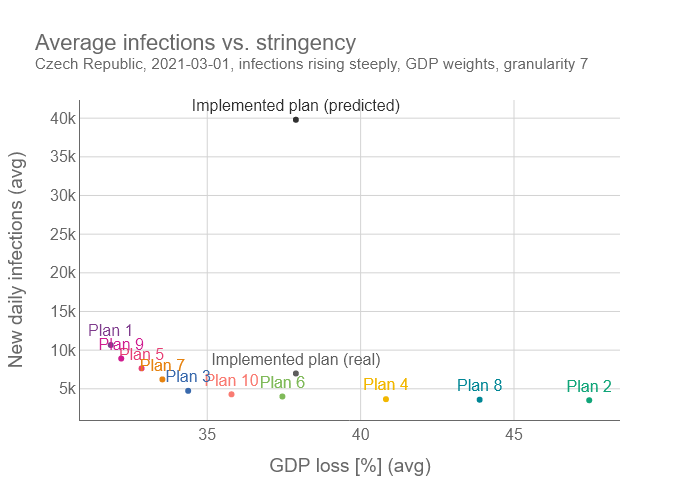 Average infections vs. stringency
Czech Republic, 2021-03-01, infections rising steeply, GDP weights, granularity 7
New daily infections (avg)
40k
35k
30k
25k
20k
15k
10k
5k
Implemented plan (predicted)
Plan 1
Plan 9
Plan 5
Plan 7
Plan 3
Plan 10
Implemented plan (real)
Plan 6
Plan 4
Plan 8
Plan 2
35
40
45
GDP loss [%] (avg)